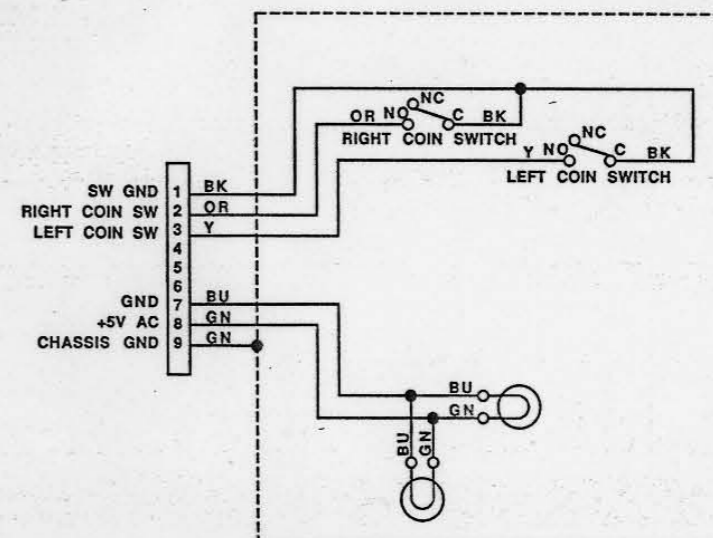 NC
OR NO C BK
RIGHT COIN SWITCH
NC
Y NO C BK
LEFT COIN SWITCH
SW GND 1 BK
RIGHT COIN SW 2 OR
LEFT COIN SW 3 Y
4
5
6
GND 7 BU
+5V AC 8 GN
CHASSIS GND 9 GN
BU
GN
BU
GN